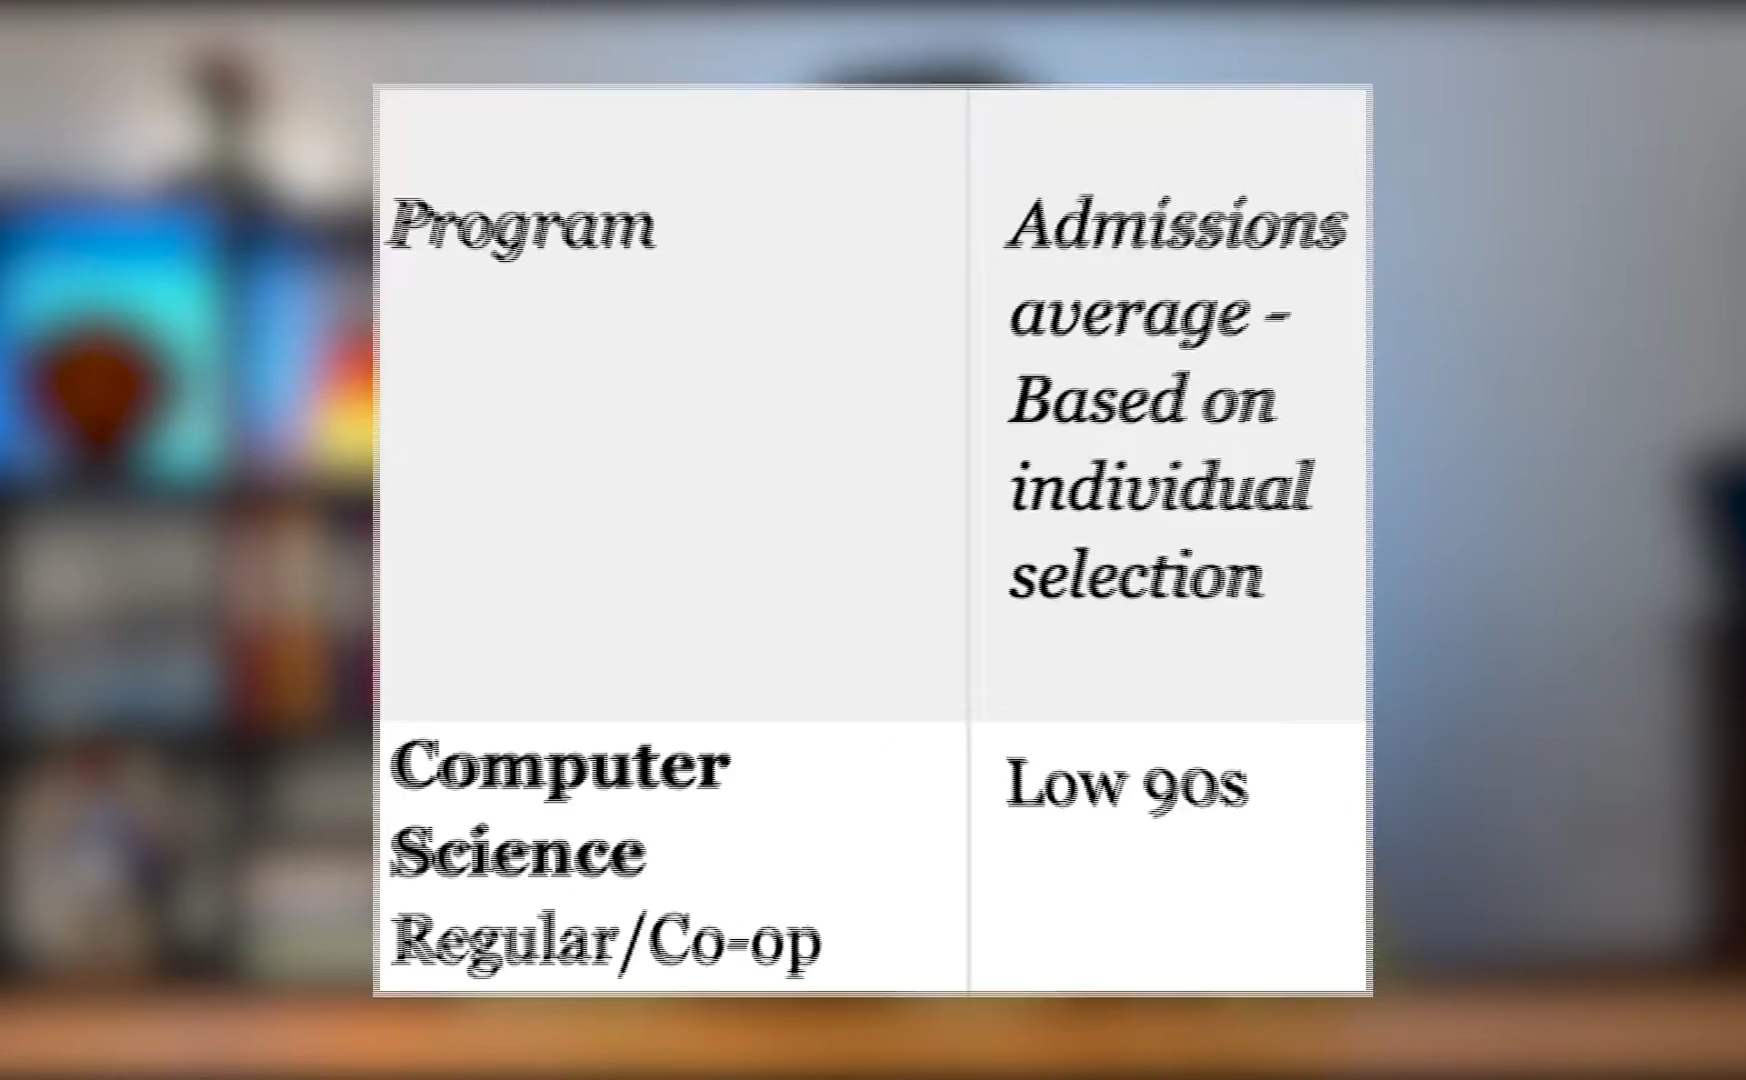 Program
Admissions
average -
Based on
individual
selection
Computer
Science
Regular/Co-op
Low 90s